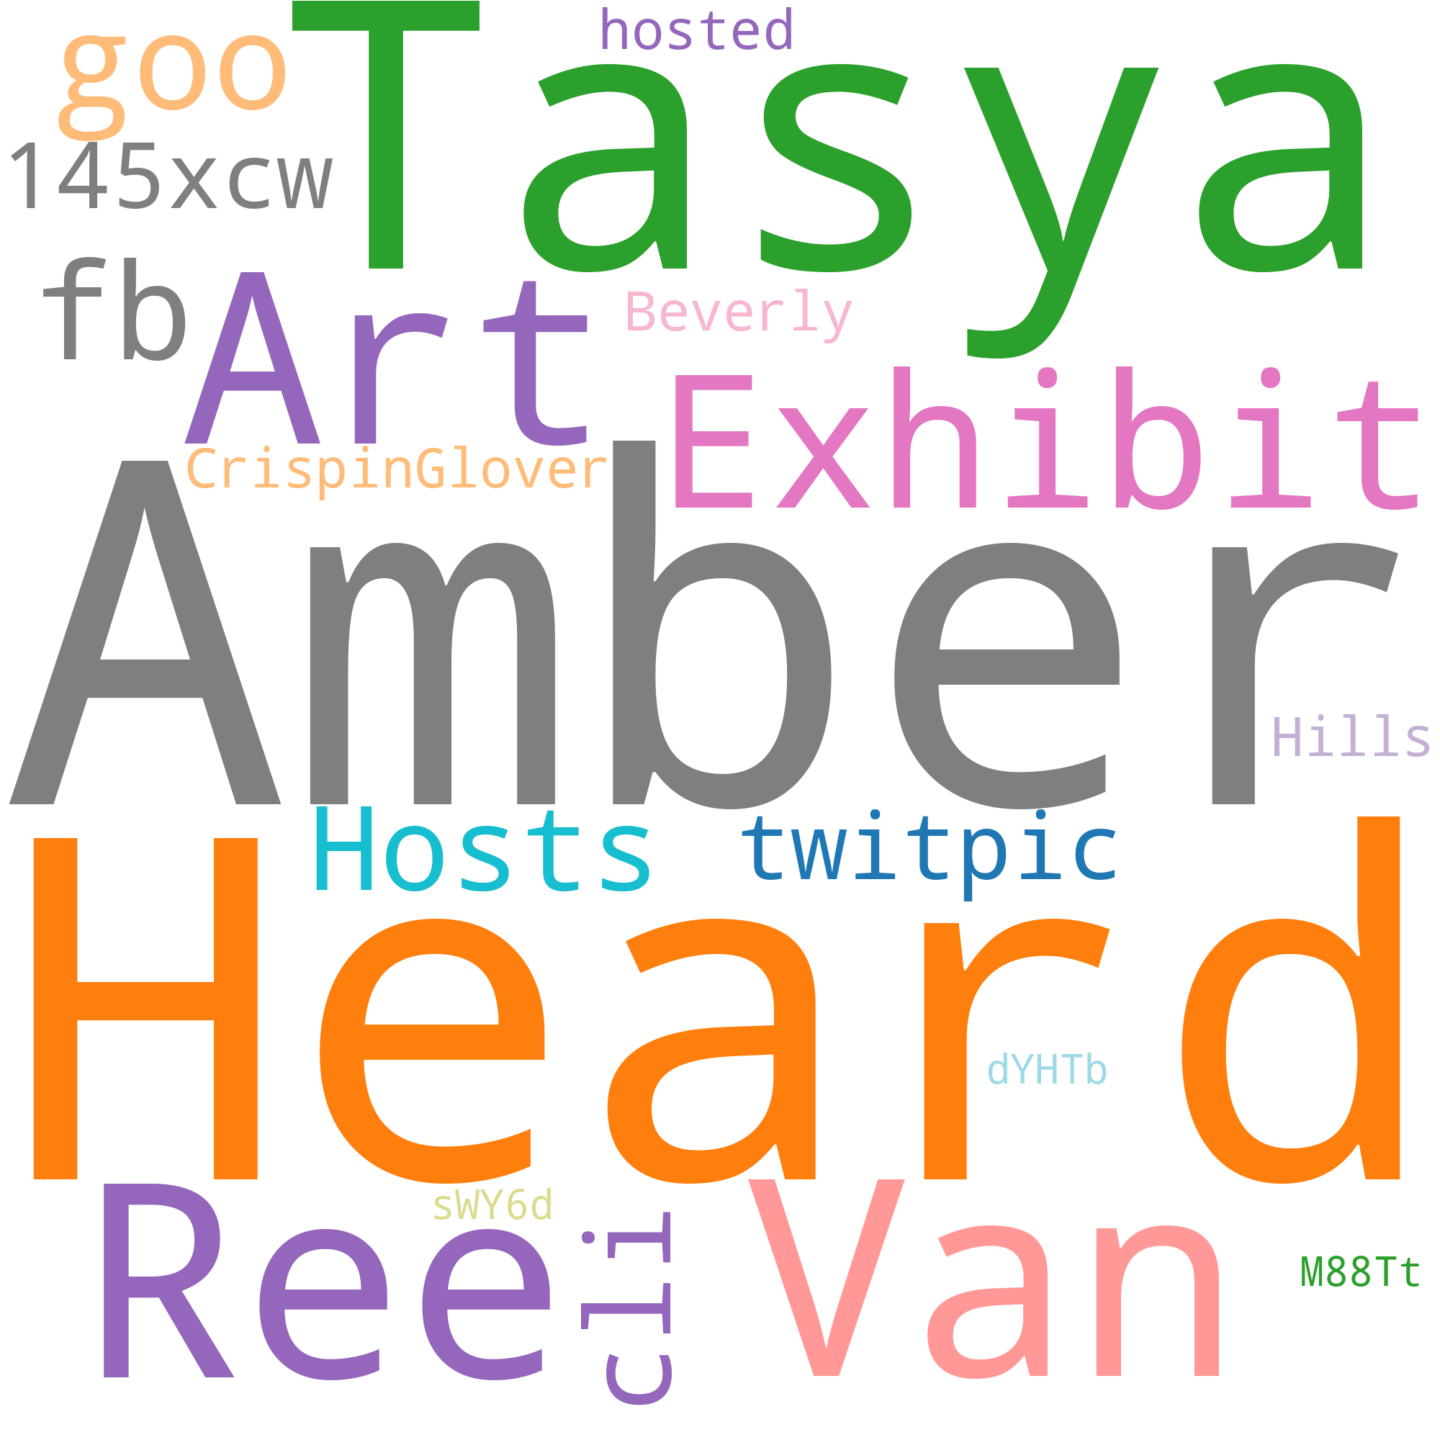 hosted
goo
Tasya
145xcw
fb
Art
Beverly
Exhibit
CrispinGlover
Amber
Hills
Hosts
twitpic
Heard
dYHTb
sWY6d
Ree
cli
Van
M88Tt